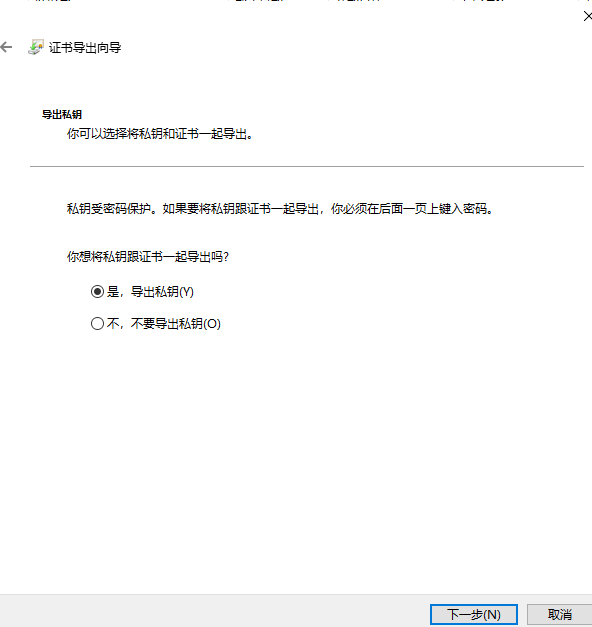 证书导出向导
导出私钥
你可以选择将私钥和证书一起导出。
私钥受密码保护。如果要将私钥跟证书一起导出，你必须在后面一页上键入密码。
你想将私钥跟证书一起导出吗?
是，导出私钥(Y)
不，不要导出私钥(O)
下一步(N)
取消